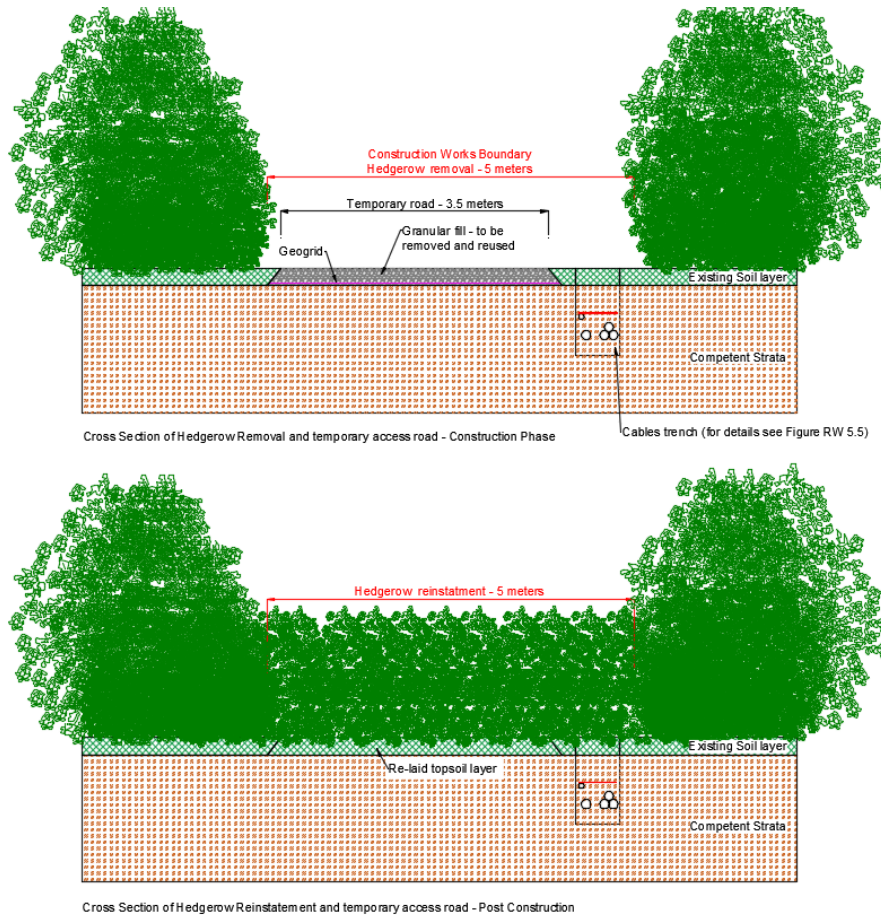 Construction Works Boundary
Hedgerow removal - 5 meters
Temporary road - 3.5 meters
Granular fill - to be
removed and reused
Geogrid
Existing Soil layer
Competent Strata
Cables trench (for details see Figure RW 5.5)
Cross Section of Hedgerow Removal and temporary access road - Construction Phase
Hedgerow reinstatment - 5 meters
Existing Soil layer
Re-laid topsoil layer
Competent Strata
Cross Section of Hedgerow Reinstatement and temporary access road - Post Construction